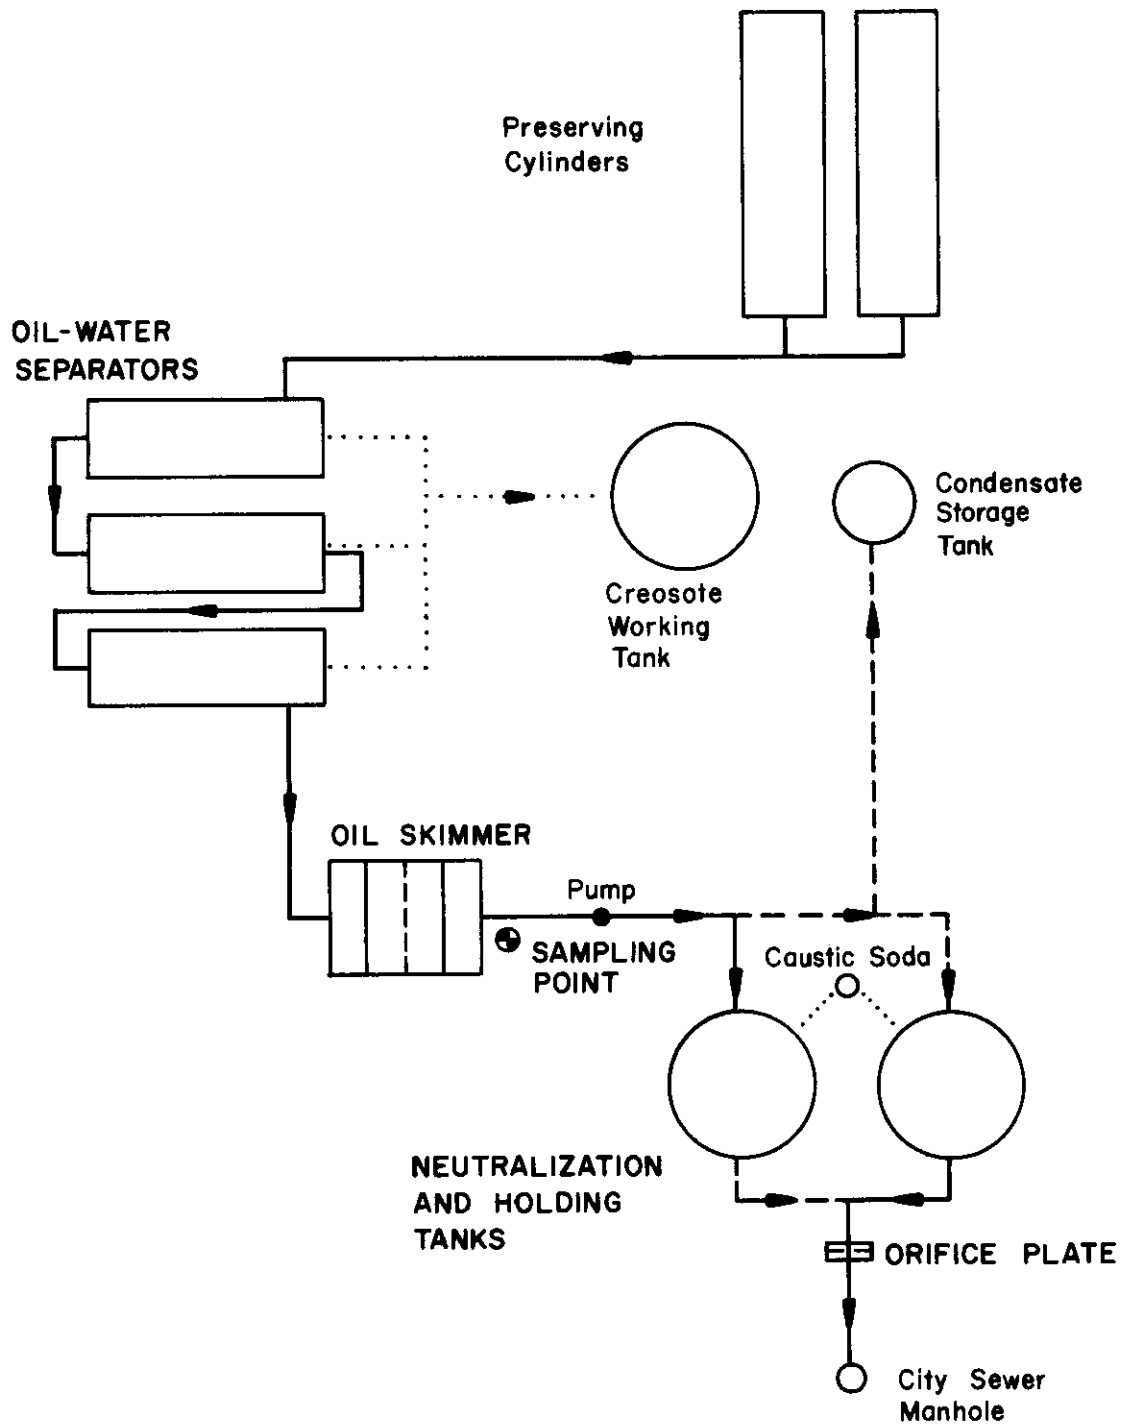 Preserving
Cylinders
OIL-WATER
SEPARATORS
Condensate
Storage
Tank
Creosote
Working
Tank
OIL SKIMMER
Pump
SAMPLING
POINT
Caustic Soda
NEUTRALIZATION
AND HOLDING
TANKS
ORIFICE PLATE
City Sewer
Manhole